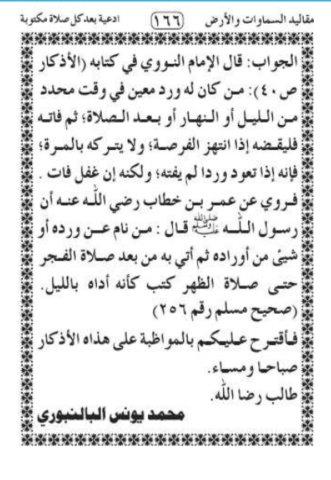 مقاليد السماوات والأرض ﴿١٦٦﴾ ادعية بعد كل صلاة مكتوبة
الجواب: قال الإمام النووي في كتابه (الأذكار
ص٤٠): من كان له ورد معين في وقت محدد
من الليل أو النهار أو بعد الصلاة؛ ثم فاته
فليقضه إذا انتهز الفرصة؛ ولا يتركه بالمرة؛
فإنه إذا تعود وردا لم يفته؛ ولكنه إن غفل فات .
فروي عن عمر بن خطاب رضي الله عنه أن
رسول الله ﷺ قال : من نام عن ورده أو
شيئ من أوراده ثم أتي به من بعد صلاة الفجر
حتى صلاة الظهر كتب كأنه أداه بالليل.
(صحيح مسلم رقم ٢٥٦)
فأقترح عليكم بالمواظبة على هذاه الأذكار
صباحا ومساء.
طالب رضا الله.
محمد يونس البالنبوري